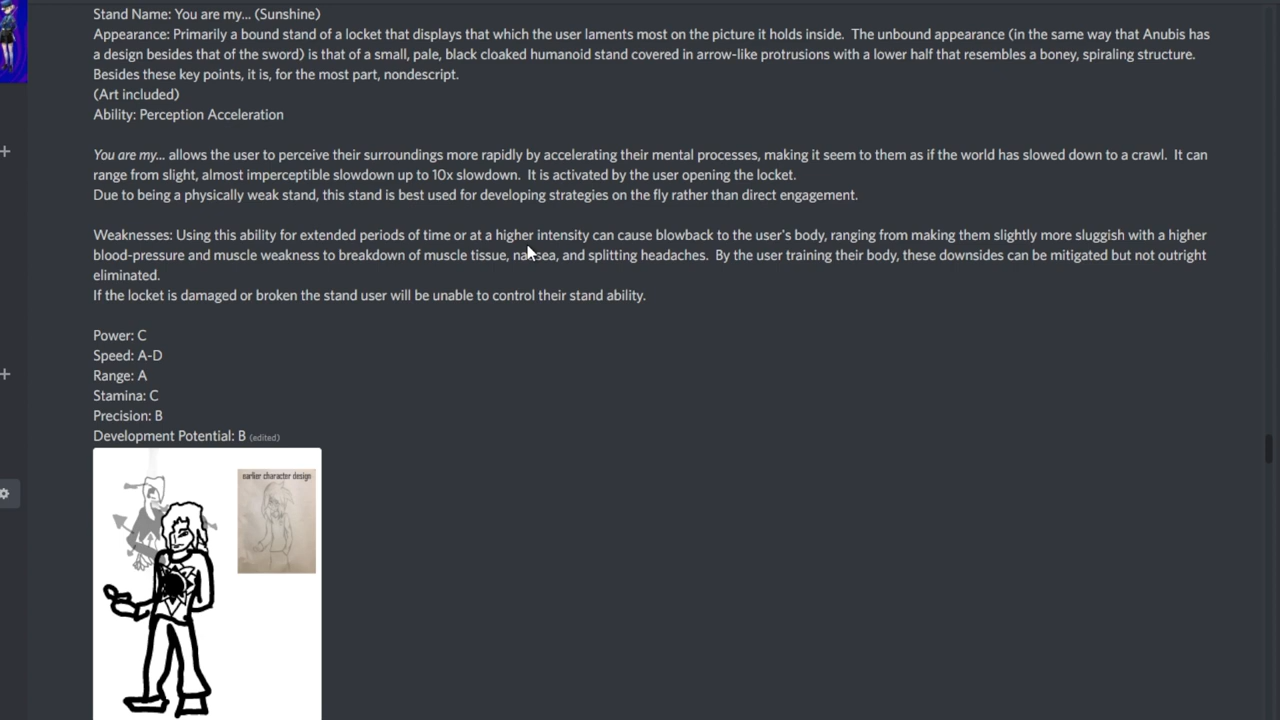 Stand Name: You are my... (Sunshine)
Appearance: Primarily a bound stand of a locket that displays that which the user laments most on the picture it holds inside.  The unbound appearance (in the same way that Anubis has
a design besides that of the sword) is that of a small, pale, black cloaked humanoid stand covered in arrow-like protrusions with a lower half that resembles a boney, spiraling structure.
Besides these key points, it is, for the most part, nondescript.
(Art included)
Ability: Perception Acceleration
You are my... allows the user to perceive their surroundings more rapidly by accelerating their mental processes, making it seem to them as if the world has slowed down to a crawl.  It can
range from slight, almost imperceptible slowdown up to 10x slowdown.  It is activated by the user opening the locket.
Due to being a physically weak stand, this stand is best used for developing strategies on the fly rather than direct engagement.
Weaknesses: Using this ability for extended periods of time or at a higher intensity can cause blowback to the user's body, ranging from making them slightly more sluggish with a higher
blood-pressure and muscle weakness to breakdown of muscle tissue, nausea, and splitting headaches.  By the user training their body, these downsides can be mitigated but not outright
eliminated.
If the locket is damaged or broken the stand user will be unable to control their stand ability.
Power: C
Speed: A-D
Range: A
Stamina: C
Precision: B
Development Potential: B (edited)
earlier character design